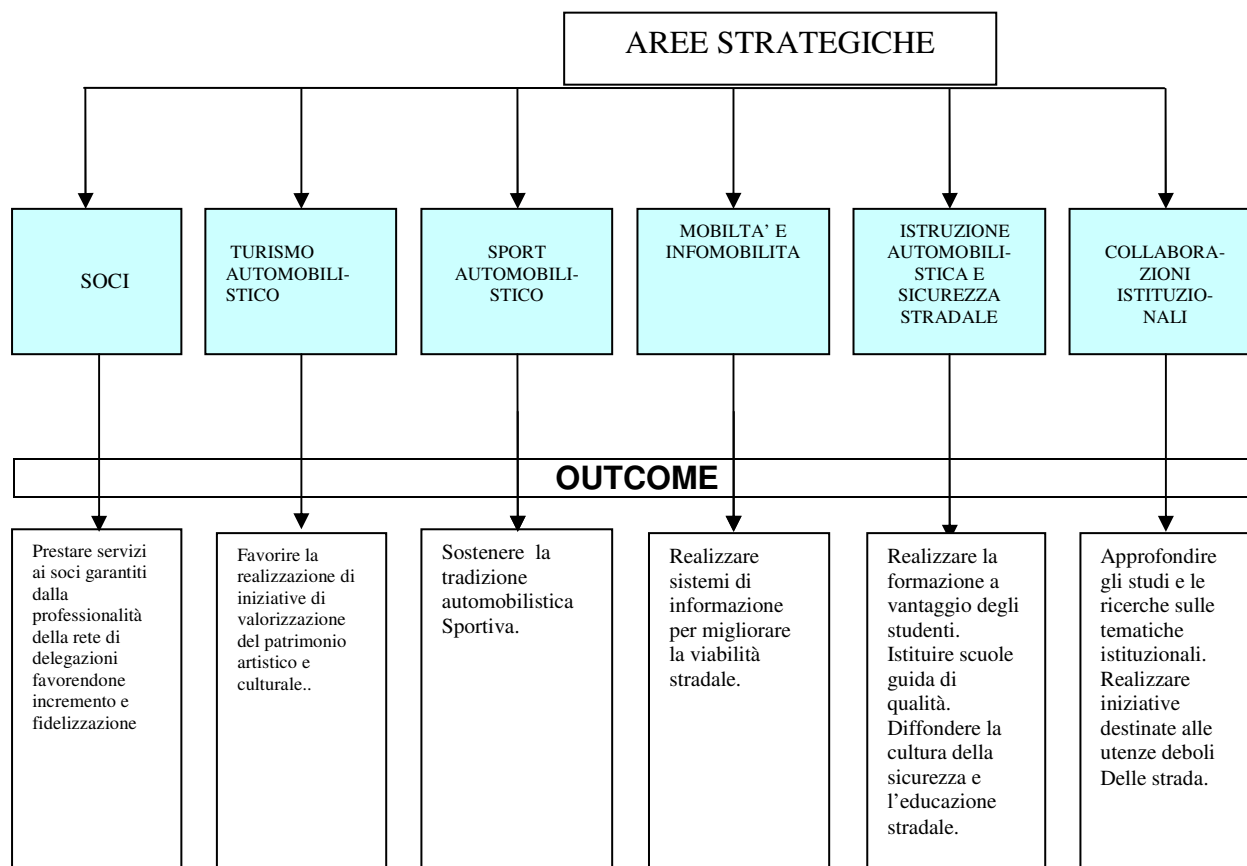 AREE STRATEGICHE
SOCI
TURISMO
AUTOMOBILI-
STICO
SPORT
AUTOMOBILI-
STICO
MOBILTA' E
INFOMOBILITA
ISTRUZIONE
AUTOMOBILI-
STICA E
SICUREZZA
STRADALE
COLLABORA-
ZIONI
ISTITUZIO-
NALI
OUTCOME
Prestare servizi
ai soci garantiti
dalla
professionalità
della rete di
delegazioni
favorendone
incremento e
fidelizzazione
Favorire la
realizzazione di
iniziative di
valorizzazione
del patrimonio
artistico e
culturale..
Sostenere la
tradizione
automobilistica
Sportiva.
Realizzare
sistemi di
informazione
per migliorare
la viabilità
stradale.
Realizzare la
formazione a
vantaggio degli
studenti.
Istituire scuole
guida di
qualità.
Diffondere la
cultura della
sicurezza e
l'educazione
stradale.
Approfondire
gli studi e le
ricerche sulle
tematiche
istituzionali.
Realizzare
iniziative
destinate alle
utenze deboli
Delle strada.